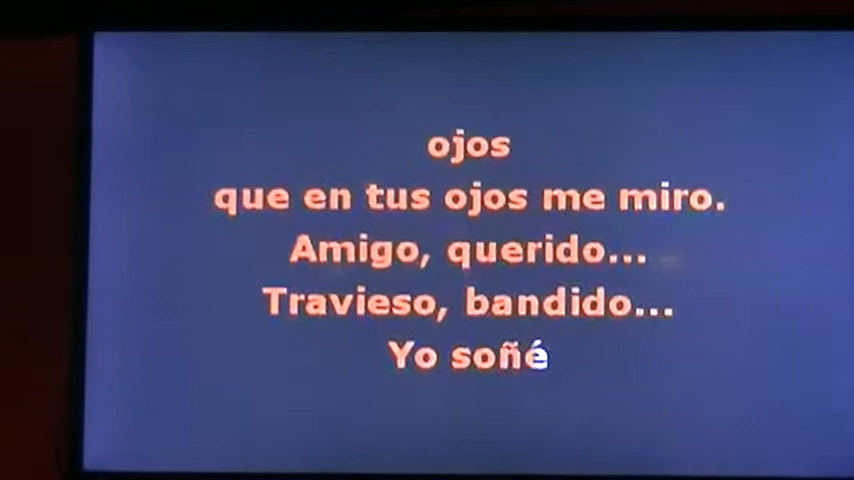 ojos
que en tus ojos me miro.
Amigo, querido...
Travieso, bandido...
Yo soñé